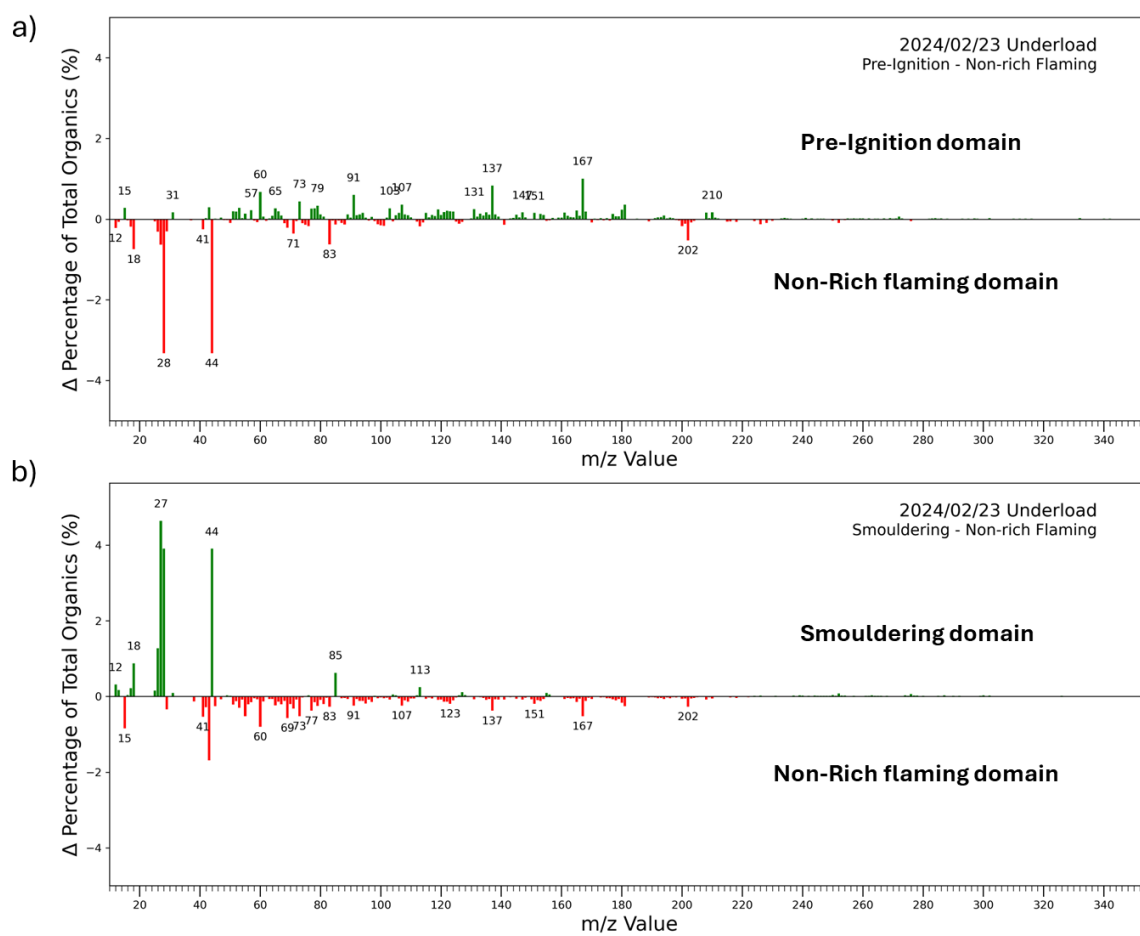 a)
2024/02/23 Underload
Pre-Ignition - Non-rich Flaming
Pre-Ignition domain
Non-Rich flaming domain
Δ Percentage of Total Organics (%)
4
2
0
−2
−4
15 31 57 60 65 73 79 91 103 107 131 137 147 151 167 210
12 18 28 41 44 71 83 202
20 40 60 80 100 120 140 160 180 200 220 240 260 280 300 320 340
m/z Value
b)
2024/02/23 Underload
Smouldering - Non-rich Flaming
Smouldering domain
Non-Rich flaming domain
Δ Percentage of Total Organics (%)
4
2
0
−2
−4
12 18 27 44 85 113
15 41 60 69 73 77 83 91 107 123 137 151 167 202
20 40 60 80 100 120 140 160 180 200 220 240 260 280 300 320 340
m/z Value